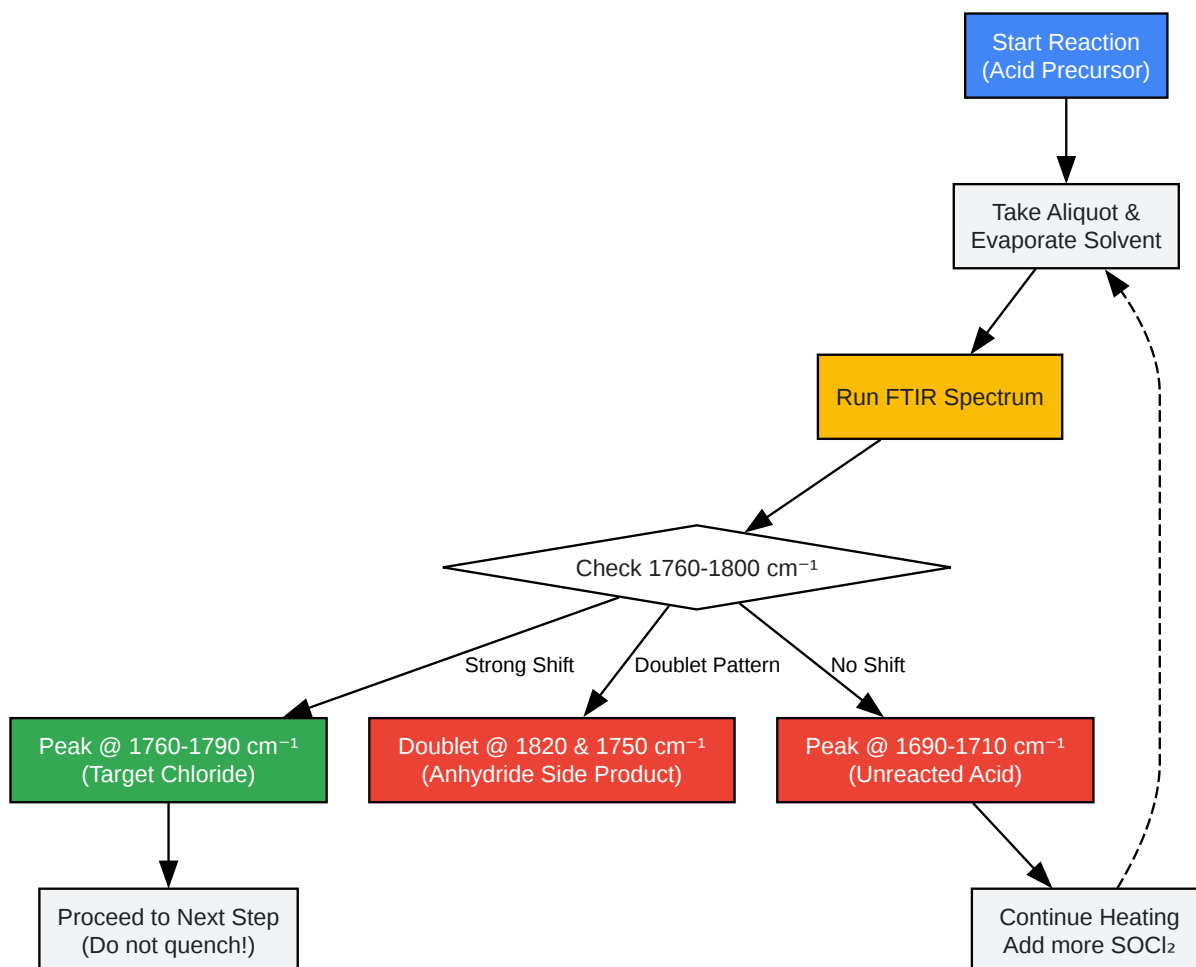 Start Reaction
(Acid Precursor)
Take Aliquot &
Evaporate Solvent
Run FTIR Spectrum
Check 1760-1800 cm⁻¹
Strong Shift
Doublet Pattern
No Shift
Peak @ 1760-1790 cm⁻¹
(Target Chloride)
Doublet @ 1820 & 1750 cm⁻¹
(Anhydride Side Product)
Peak @ 1690-1710 cm⁻¹
(Unreacted Acid)
Proceed to Next Step
(Do not quench!)
Continue Heating
Add more SOCl₂